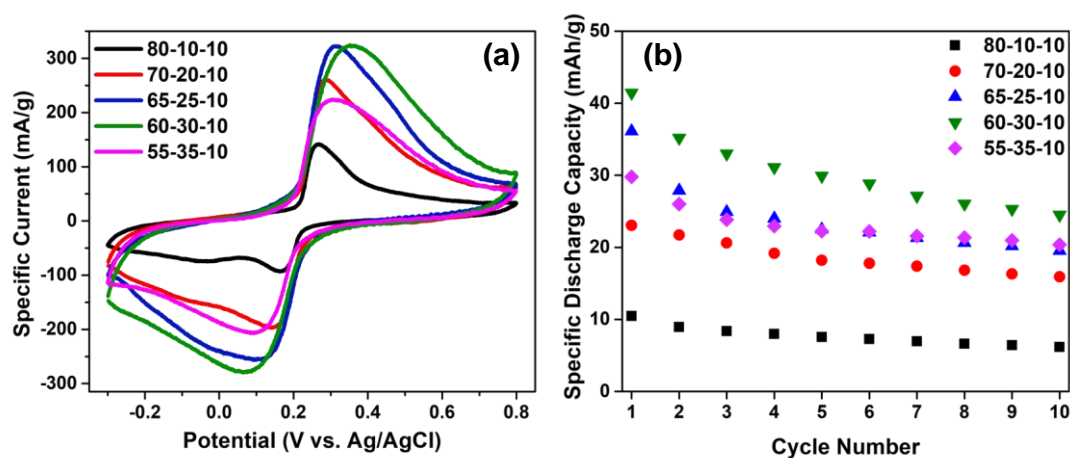 (a)
80-10-10
70-20-10
65-25-10
60-30-10
55-35-10
Specific Current (mA/g)
300
200
100
0
-100
-200
-300
-0.2 0.0 0.2 0.4 0.6 0.8
Potential (V vs. Ag/AgCl)
(b)
80-10-10
70-20-10
65-25-10
60-30-10
55-35-10
Specific Discharge Capacity (mAh/g)
50
40
30
20
10
0
1 2 3 4 5 6 7 8 9 10
Cycle Number